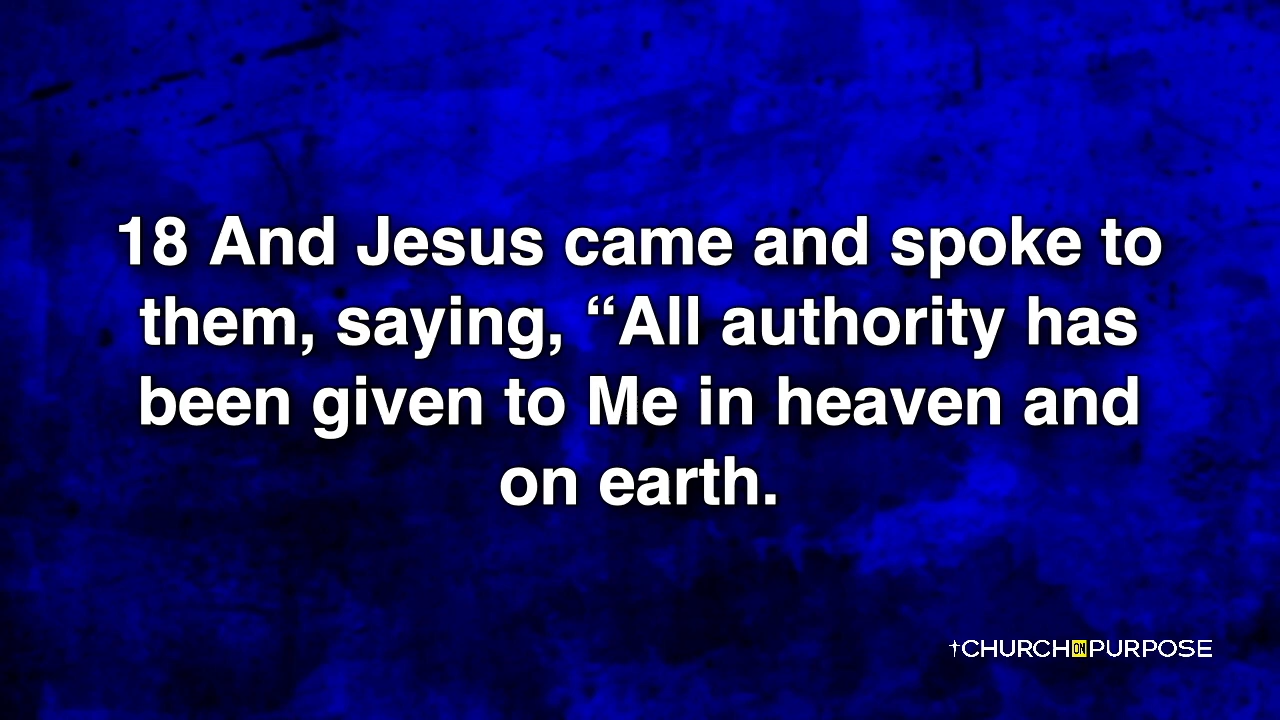 18 And Jesus came and spoke to
them, saying, “All authority has
been given to Me in heaven and
on earth.
CHURCH ON PURPOSE